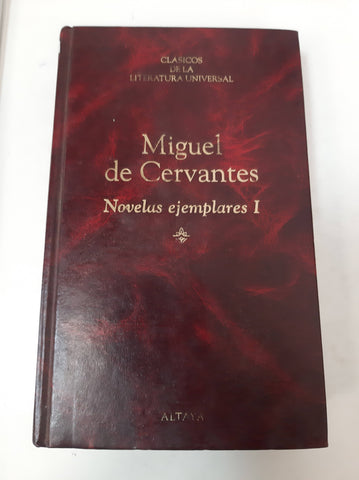 CLASICOS
DE LA
LITERATURA UNIVERSAL
Miguel
de Cervantes
Novelas ejemplares I
ALTAYA